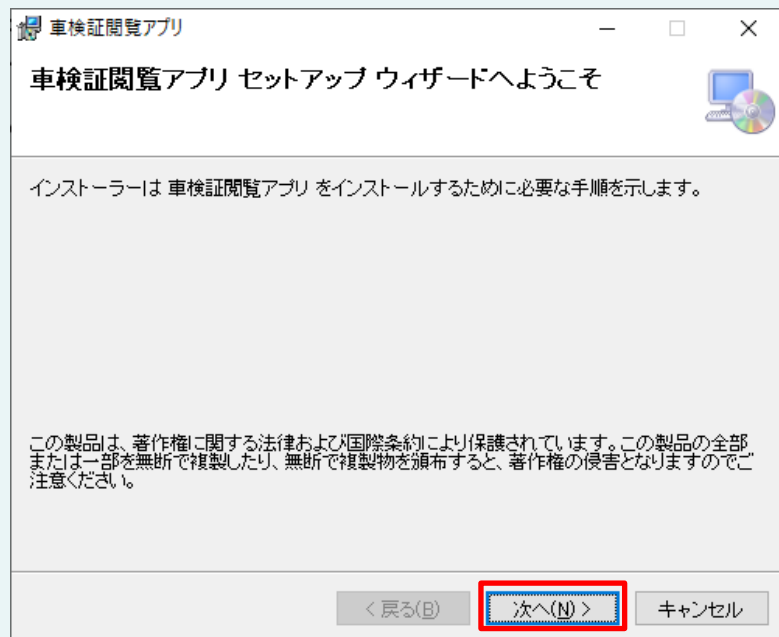 車検証閲覧アプリ
車検証閲覧アプリ セットアップ ウィザードへようこそ
インストーラーは 車検証閲覧アプリ をインストールするために必要な手順を示します。
この製品は、著作権に関する法律および国際条約により保護されています。この製品の全部
または一部を無断で複製したり、無断で複製物を頒布すると、著作権の侵害となりますのでご
注意ください。
< 戻る(B) 次へ(N) > キャンセル